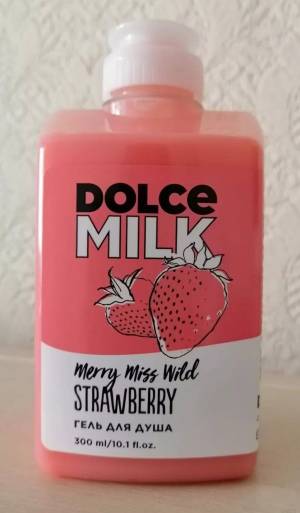 DOLCE
MILK
Merry Miss Wild
STRAWBERRY
ГЕЛЬ ДЛЯ ДУША
300 ml/10.1 fl.oz.